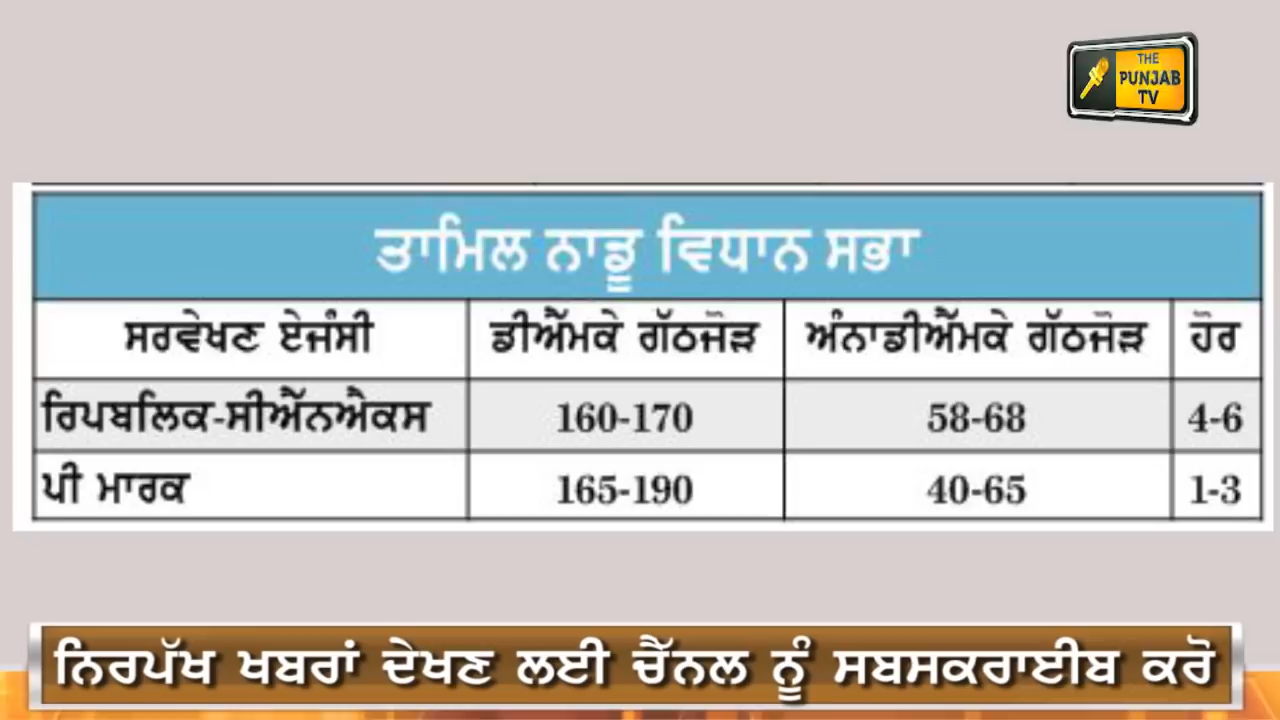 THE
PUNJAB
TV
ਤਾਮਿਲ ਨਾਡੂ ਵਿਧਾਨ ਸਭਾ
ਸਰਵੇਖਣ ਏਜੰਸੀ ਡੀਐੱਮਕੇ ਗੱਠਜੋੜ ਅੰਨਾਡੀਐੱਮਕੇ ਗੱਠਜੋੜ ਹੋਰ
ਰਿਪਬਲਿਕ-ਸੀਐੱਨਐਕਸ 160-170 58-68 4-6
ਪੀ ਮਾਰਕ 165-190 40-65 1-3
ਨਿਰਪੱਖ ਖਬਰਾਂ ਦੇਖਣ ਲਈ ਚੈੱਨਲ ਨੂੰ ਸਬਸਕਰਾਈਬ ਕਰੋ